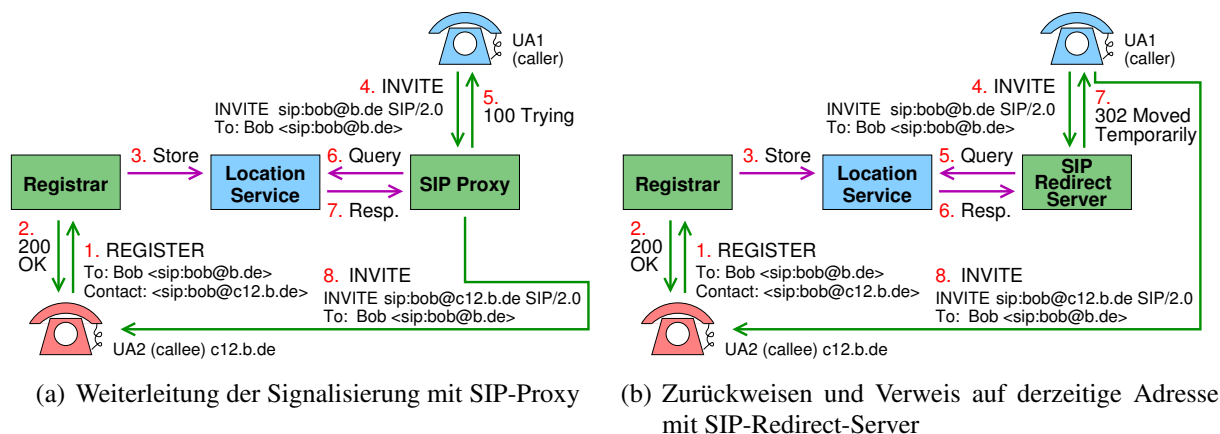 UA1
(caller)
4. INVITE
INVITE sip:bob@b.de SIP/2.0
To: Bob <sip:bob@b.de>
5.
100 Trying
3. Store
6. Query
Registrar
Location
Service
SIP Proxy
7. Resp.
2.
200
OK
1. REGISTER
To: Bob <sip:bob@b.de>
Contact: <sip:bob@c12.b.de>
8. INVITE
INVITE sip:bob@c12.b.de SIP/2.0
To: Bob <sip:bob@b.de>
UA2 (callee) c12.b.de
(a) Weiterleitung der Signalisierung mit SIP-Proxy
UA1
(caller)
4. INVITE
INVITE sip:bob@b.de SIP/2.0
To: Bob <sip:bob@b.de>
7.
302 Moved
Temporarily
3. Store
5. Query
Registrar
Location
Service
SIP
Redirect
Server
6. Resp.
2.
200
OK
1. REGISTER
To: Bob <sip:bob@b.de>
Contact: <sip:bob@c12.b.de>
8. INVITE
INVITE sip:bob@c12.b.de SIP/2.0
To: Bob <sip:bob@b.de>
UA2 (callee) c12.b.de
(b) Zurückweisen und Verweis auf derzeitige Adresse
mit SIP-Redirect-Server